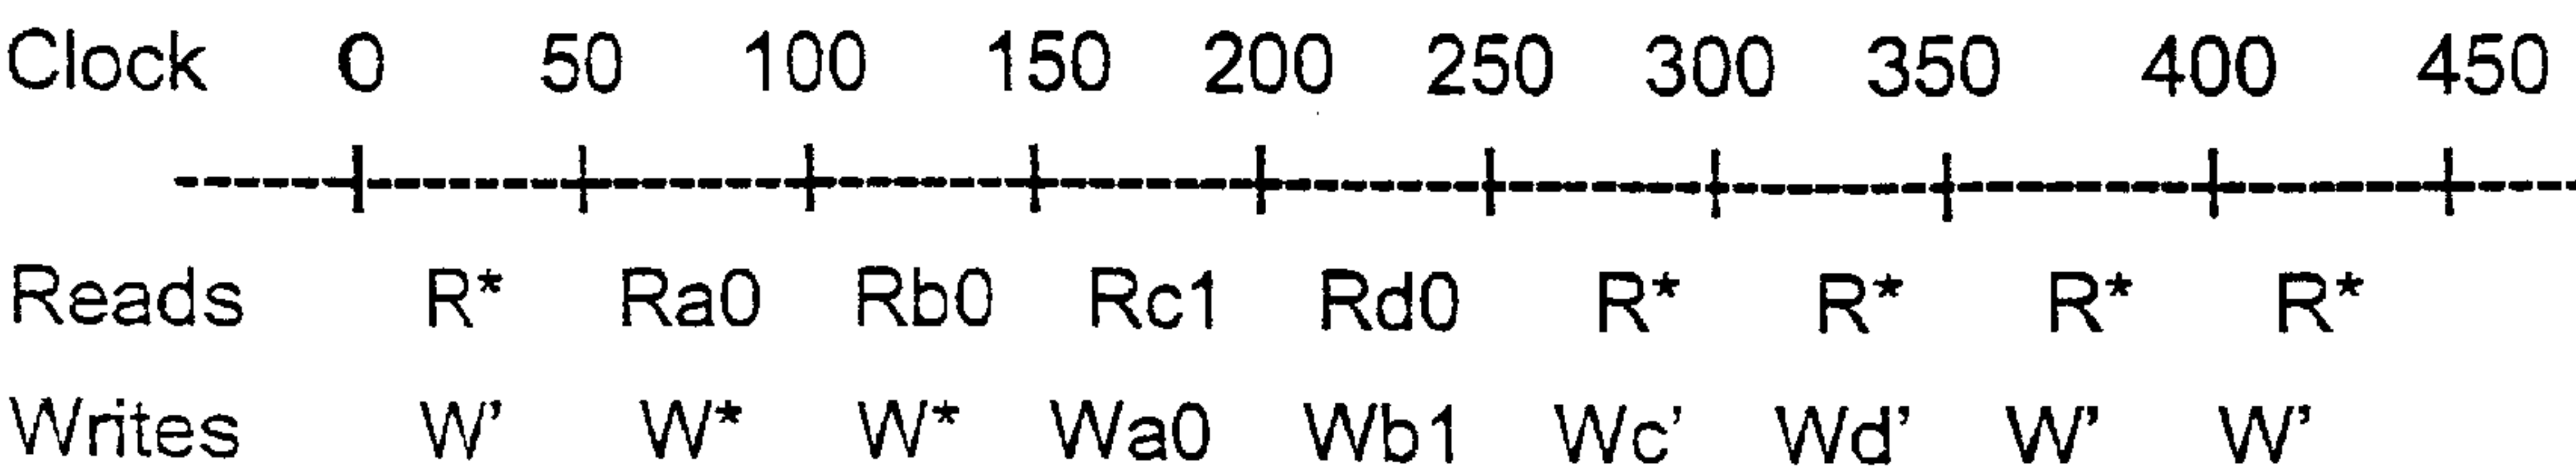 Clock 0 50 100 150 200 250 300 350 400 450
Reads R* Ra0 Rb0 Rc1 Rd0 R* R* R* R*
Writes W' W* W* Wa0 Wb1 Wc' Wd' W' W'